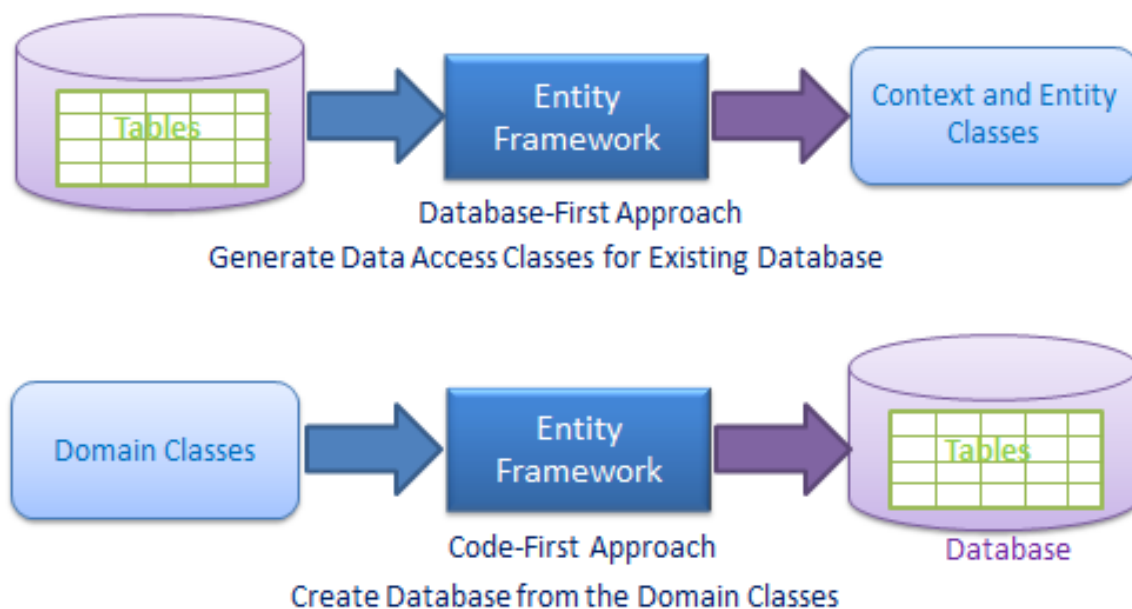 Tables
Entity
Framework
Context and Entity
Classes
Database-First Approach
Generate Data Access Classes for Existing Database
Domain Classes
Entity
Framework
Tables
Code-First Approach
Database
Create Database from the Domain Classes